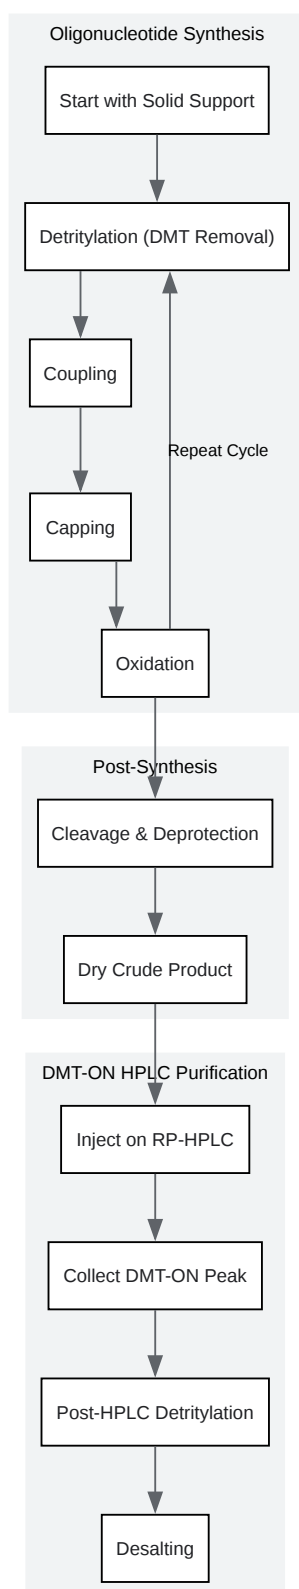 Oligonucleotide Synthesis
Start with Solid Support
Detritylation (DMT Removal)
Coupling
Repeat Cycle
Capping
Oxidation
Post-Synthesis
Cleavage & Deprotection
Dry Crude Product
DMT-ON HPLC Purification
Inject on RP-HPLC
Collect DMT-ON Peak
Post-HPLC Detritylation
Desalting